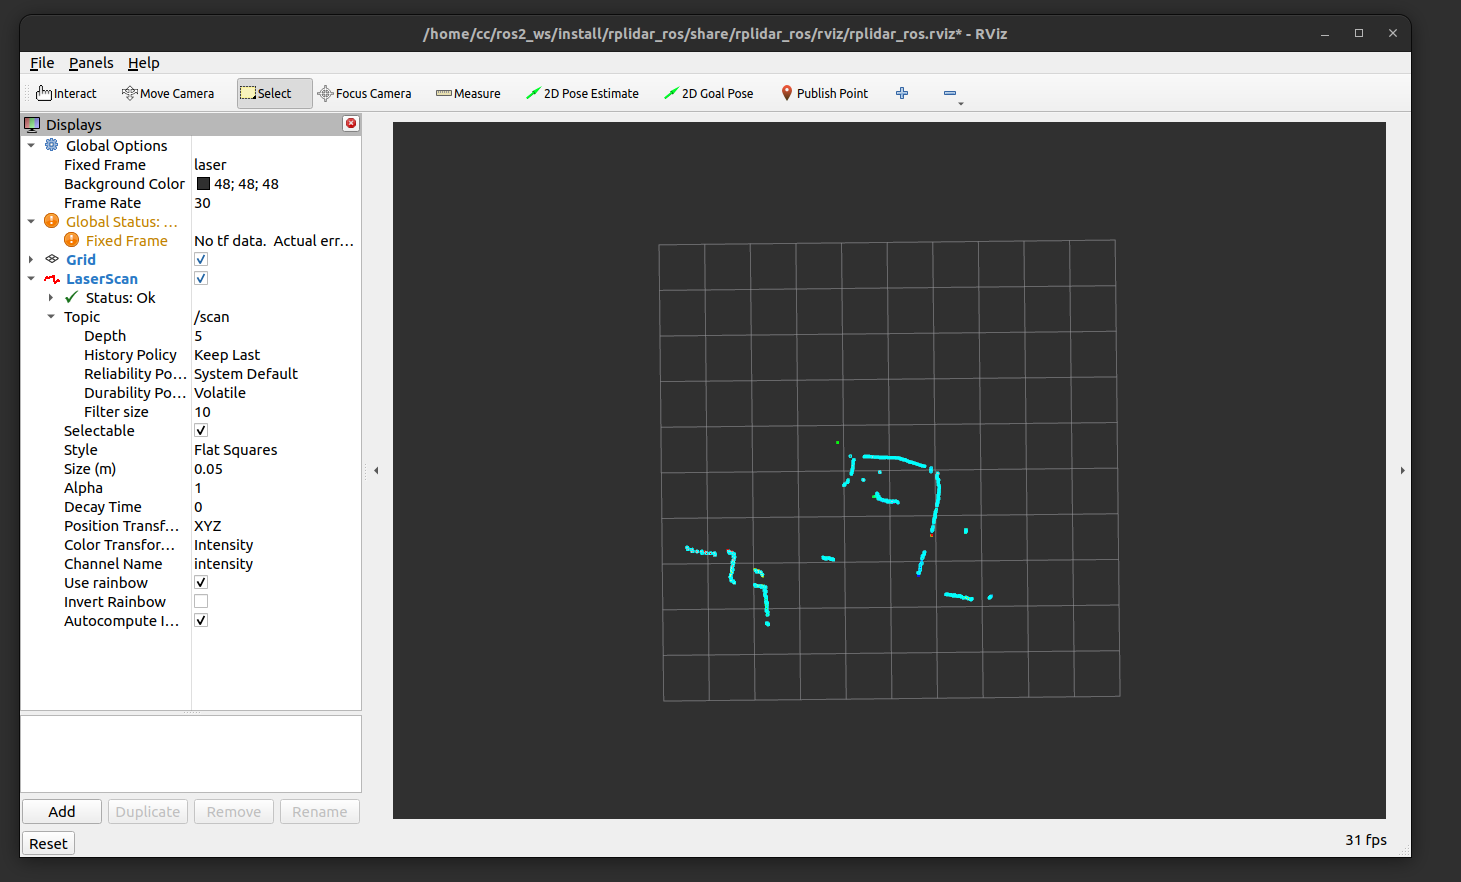 /home/cc/ros2_ws/install/rplidar_ros/share/rplidar_ros/rviz/rplidar_ros.rviz* - RViz
File Panels Help
Interact Move Camera Select Focus Camera Measure 2D Pose Estimate 2D Goal Pose Publish Point
Displays
Global Options
Fixed Frame laser
Background Color 48; 48; 48
Frame Rate 30
Global Status: ...
Fixed Frame No tf data. Actual err...
Grid
LaserScan
Status: Ok
Topic /scan
Depth 5
History Policy Keep Last
Reliability Po... System Default
Durability Po... Volatile
Filter size 10
Selectable
Style Flat Squares
Size (m) 0.05
Alpha 1
Decay Time 0
Position Transf... XYZ
Color Transfor... Intensity
Channel Name intensity
Use rainbow
Invert Rainbow
Autocompute I...
Add Duplicate Remove Rename
Reset
31 fps